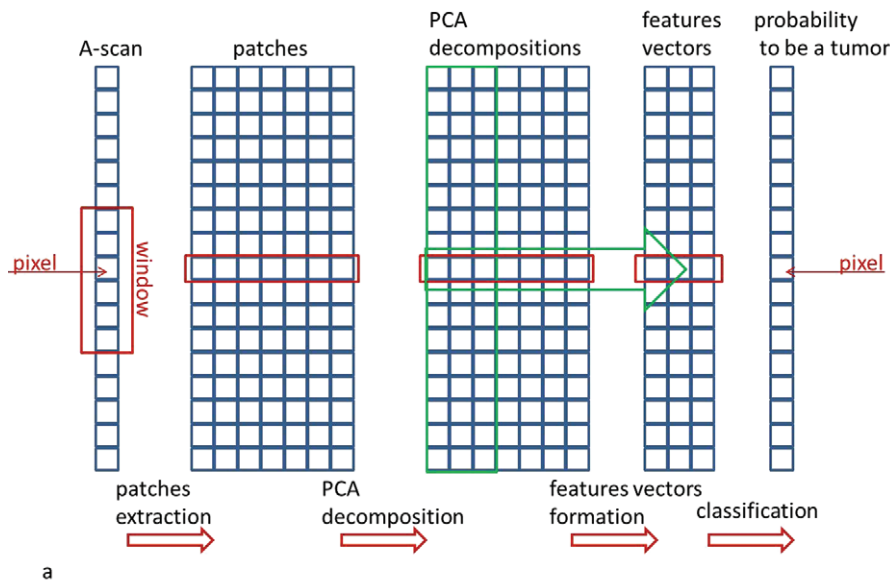 A-scan
patches
PCA
decompositions
features
vectors
probability
to be a tumor
pixel
window
pixel
patches
extraction
PCA
decomposition
features vectors
formation
classification
a